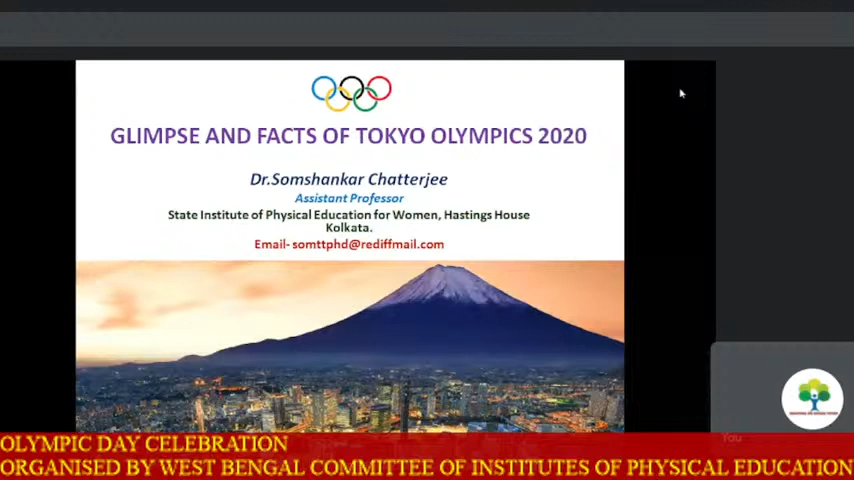 GLIMPSE AND FACTS OF TOKYO OLYMPICS 2020
Dr.Somshankar Chatterjee
Assistant Professor
State Institute of Physical Education for Women, Hastings House
Kolkata.
Email- somttphd@rediffmail.com
You
OLYMPIC DAY CELEBRATION
ORGANISED BY WEST BENGAL COMMITTEE OF INSTITUTES OF PHYSICAL EDUCATION